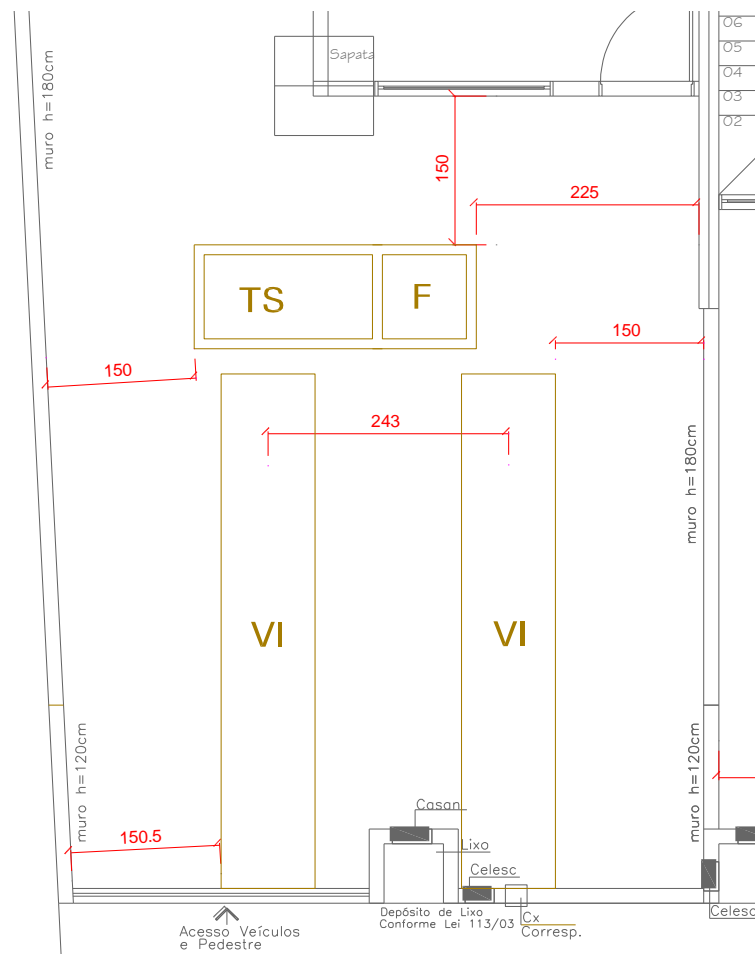 06
05
04
03
02
Sapata
muro h=180cm
150
225
TS
F
150
150
243
muro h=180cm
VI
VI
muro h=120cm
muro h=120cm
150.5
Casan
Lixo
Celesc
Depósito de Lixo
Conforme Lei 113/03
Cx
Corresp.
Celesc
Acesso Veículos
e Pedestre